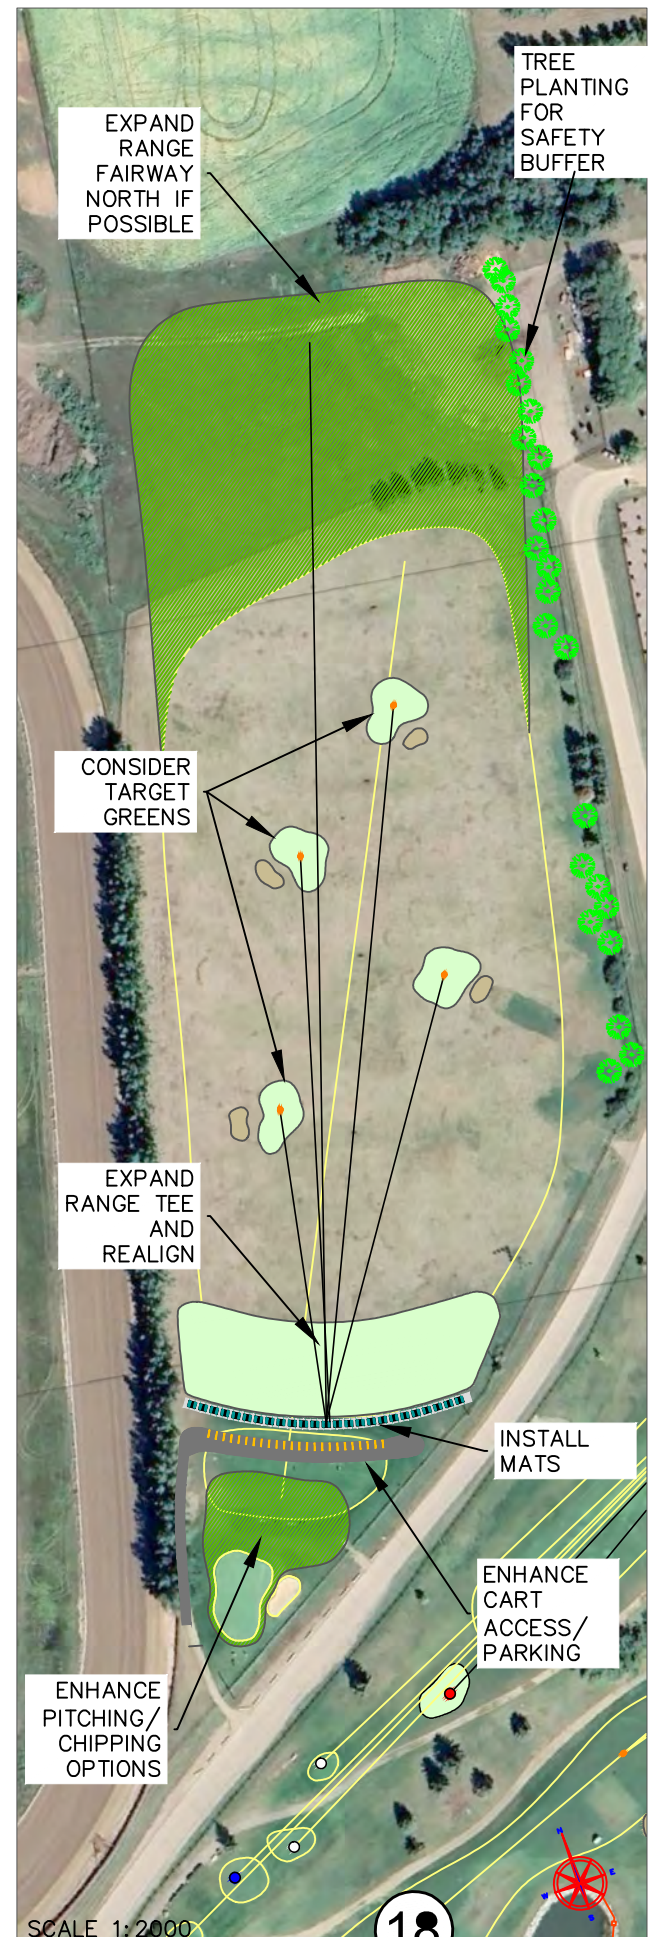 TREE
PLANTING
FOR
SAFETY
BUFFER
EXPAND
RANGE
FAIRWAY
NORTH IF
POSSIBLE
CONSIDER
TARGET
GREENS
EXPAND
RANGE TEE
AND
REALIGN
INSTALL
MATS
ENHANCE
CART
ACCESS/
PARKING
ENHANCE
PITCHING/
CHIPPING
OPTIONS
N
E
W
S
SCALE 1:2000
18